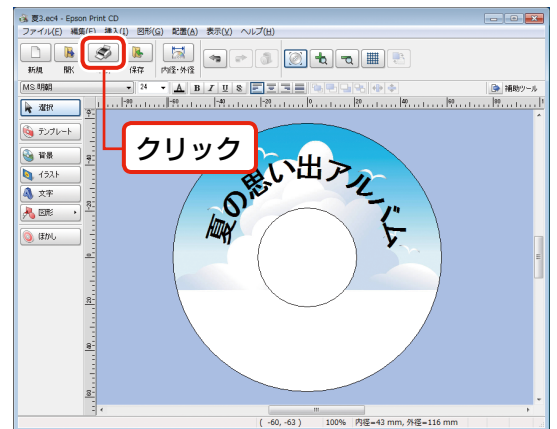 夏3.ec4 - Epson Print CD
ファイル(F) 編集(E) 挿入(I) 図形(G) 配置(A) 表示(V) ヘルプ(H)
新規 開く 保存 内径・外径
MS 明朝 24 A B I U S 補助ツール
選択
テンプレート
背景
イラスト
文字
図形
ぼかし
クリック
夏の思い出アルバム
( -60, -63 ) 100% 内径=43 mm, 外径=116 mm